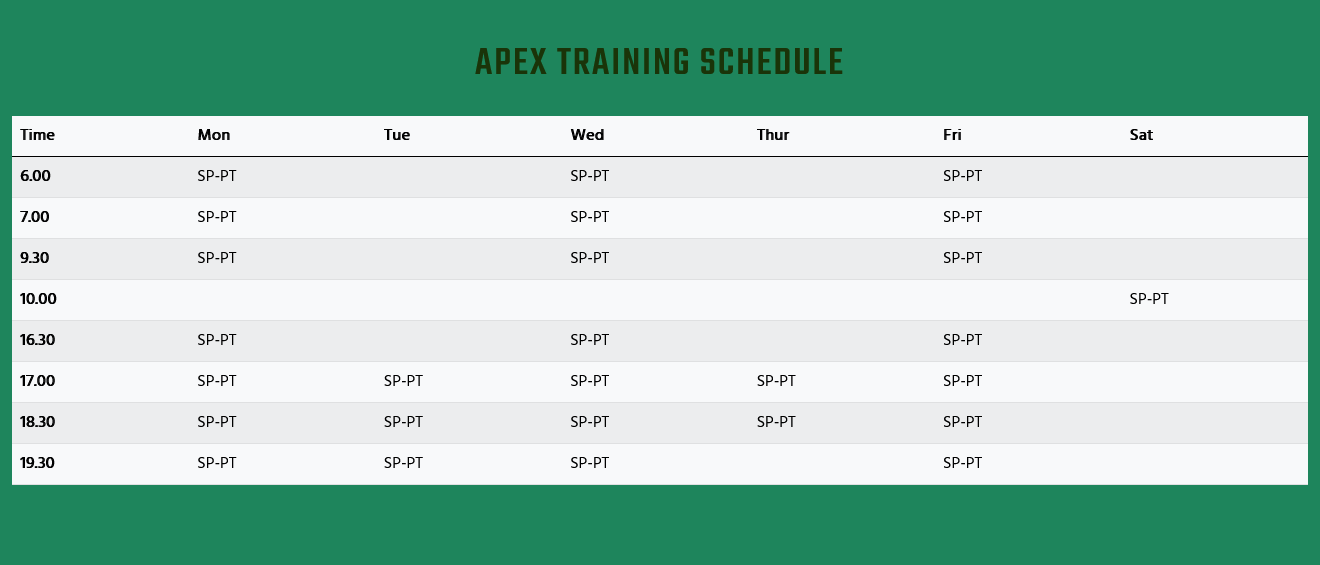 APEX TRAINING SCHEDULE
Time Mon Tue Wed Thur Fri Sat
6.00 SP-PT SP-PT SP-PT
7.00 SP-PT SP-PT SP-PT
9.30 SP-PT SP-PT SP-PT
10.00 SP-PT
16.30 SP-PT SP-PT SP-PT
17.00 SP-PT SP-PT SP-PT SP-PT SP-PT
18.30 SP-PT SP-PT SP-PT SP-PT SP-PT
19.30 SP-PT SP-PT SP-PT SP-PT